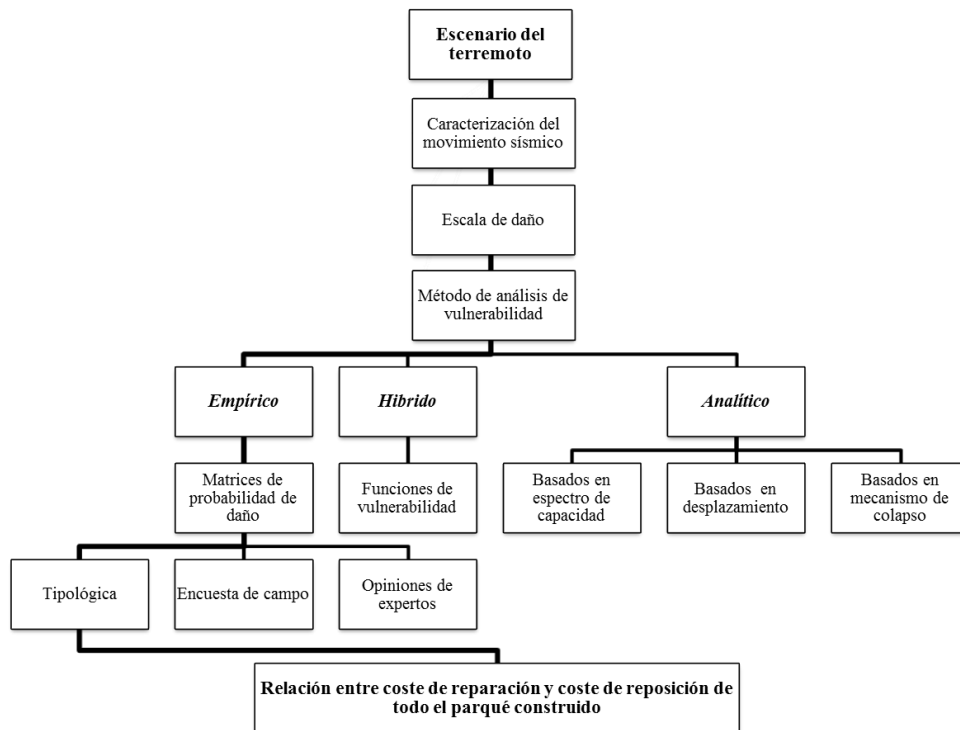 Escenario del
terremoto
Caracterización del
movimiento sísmico
Escala de daño
Método de análisis de
vulnerabilidad
Empírico
Hibrido
Analítico
Matrices de
probabilidad de
daño
Funciones de
vulnerabilidad
Basados en
espectro de
capacidad
Basados en
desplazamiento
Basados en
mecanismo de
colapso
Tipológica
Encuesta de campo
Opiniones de
expertos
Relación entre coste de reparación y coste de reposición de
todo el parqué construido